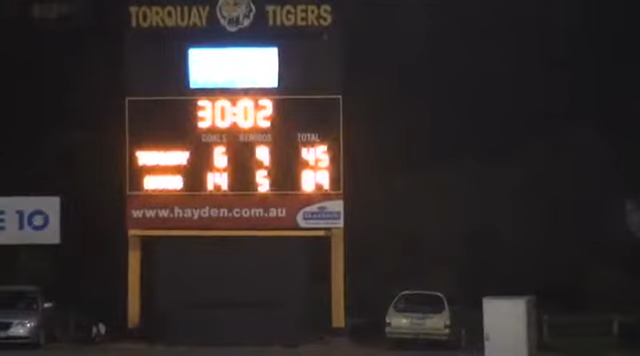 TORQUAY TIGERS
30:02
GOALS BEHINDS TOTAL
TORQUAY 6 9 45
14 5 89
www.hayden.com.au
E 10